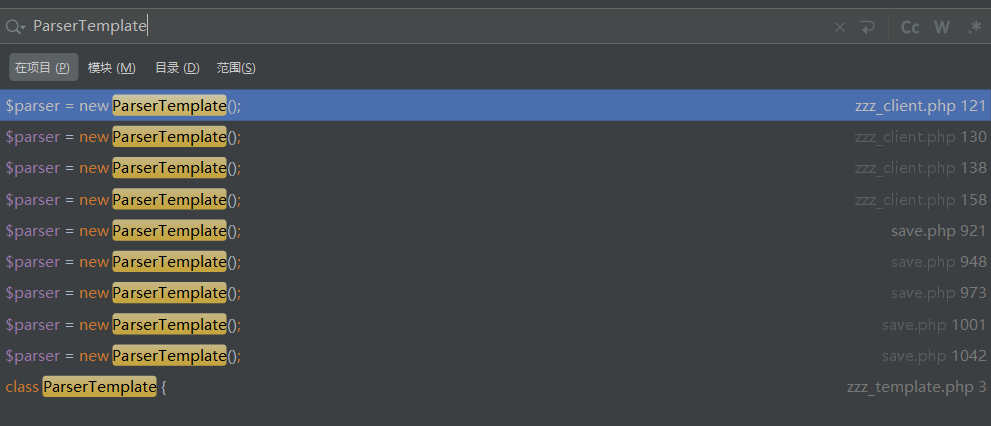 ParserTemplate × Cc W .*
在项目 (P) 模块 (M) 目录 (D) 范围(S)
$parser = new ParserTemplate(); zzz_client.php 121
$parser = new ParserTemplate(); zzz_client.php 130
$parser = new ParserTemplate(); zzz_client.php 138
$parser = new ParserTemplate(); zzz_client.php 158
$parser = new ParserTemplate(); save.php 921
$parser = new ParserTemplate(); save.php 948
$parser = new ParserTemplate(); save.php 973
$parser = new ParserTemplate(); save.php 1001
$parser = new ParserTemplate(); save.php 1042
class ParserTemplate { zzz_template.php 3